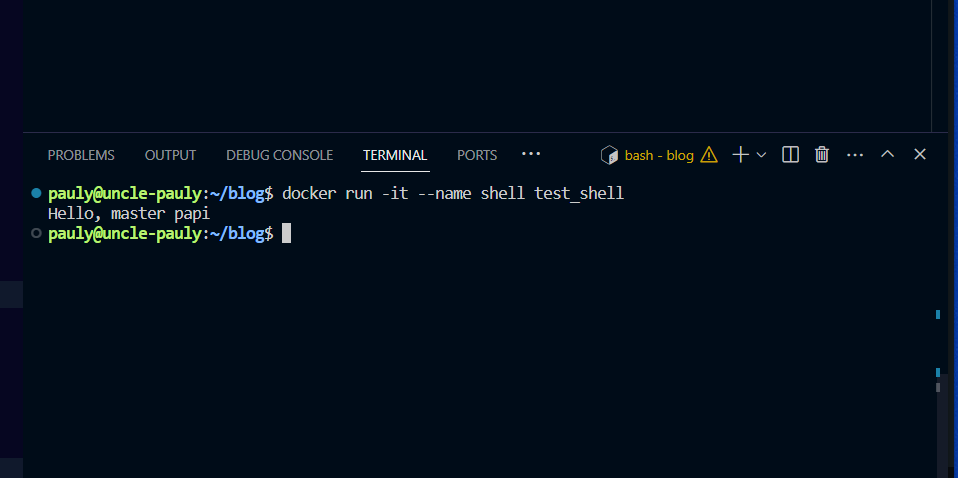 PROBLEMS OUTPUT DEBUG CONSOLE TERMINAL PORTS ··· bash - blog ···
pauly@uncle-pauly:~/blog$ docker run -it --name shell test_shell
Hello, master papi
pauly@uncle-pauly:~/blog$